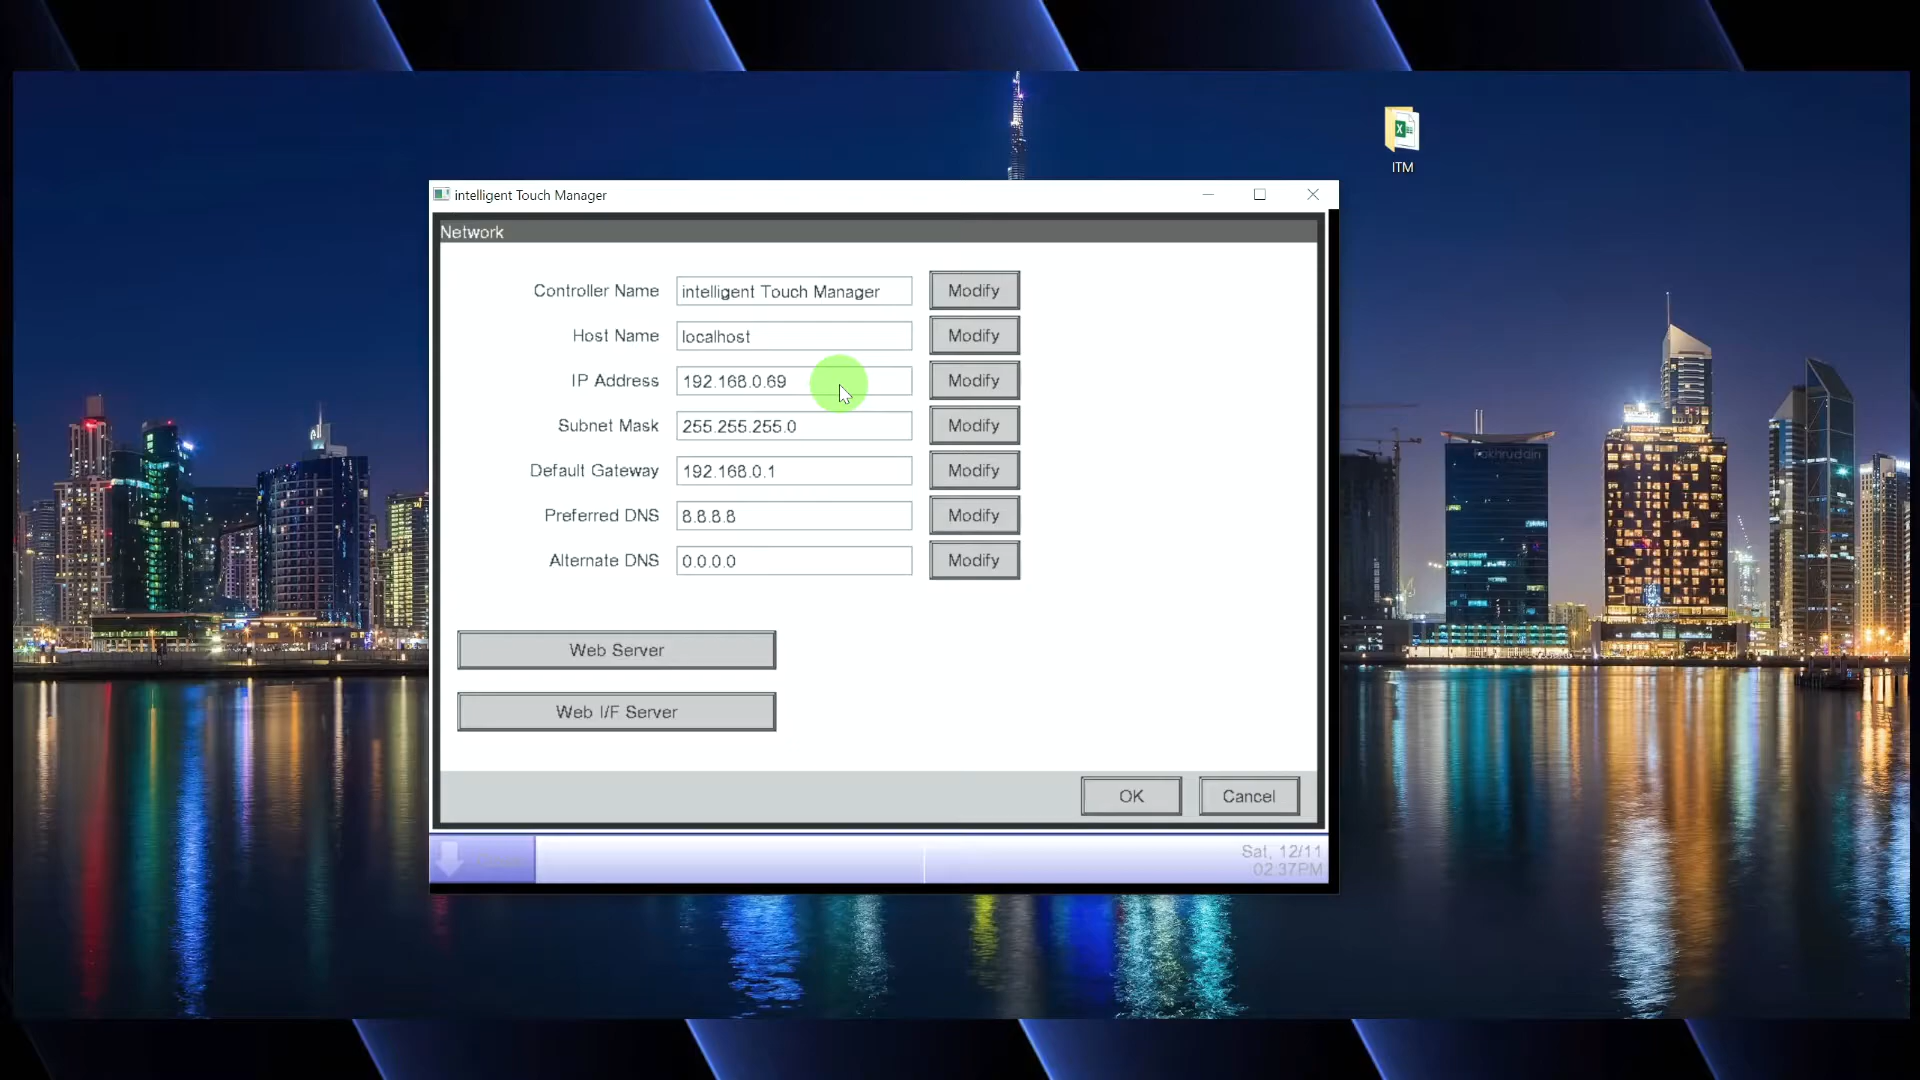 ITM
intelligent Touch Manager
Network
Controller Name intelligent Touch Manager Modify
Host Name localhost Modify
IP Address 192.168.0.69 Modify
Subnet Mask 255.255.255.0 Modify
Default Gateway 192.168.0.1 Modify
Preferred DNS 8.8.8.8 Modify
Alternate DNS 0.0.0.0 Modify
Web Server
Web I/F Server
OK Cancel
Sat, 12/11
02:37PM
fakhruddin